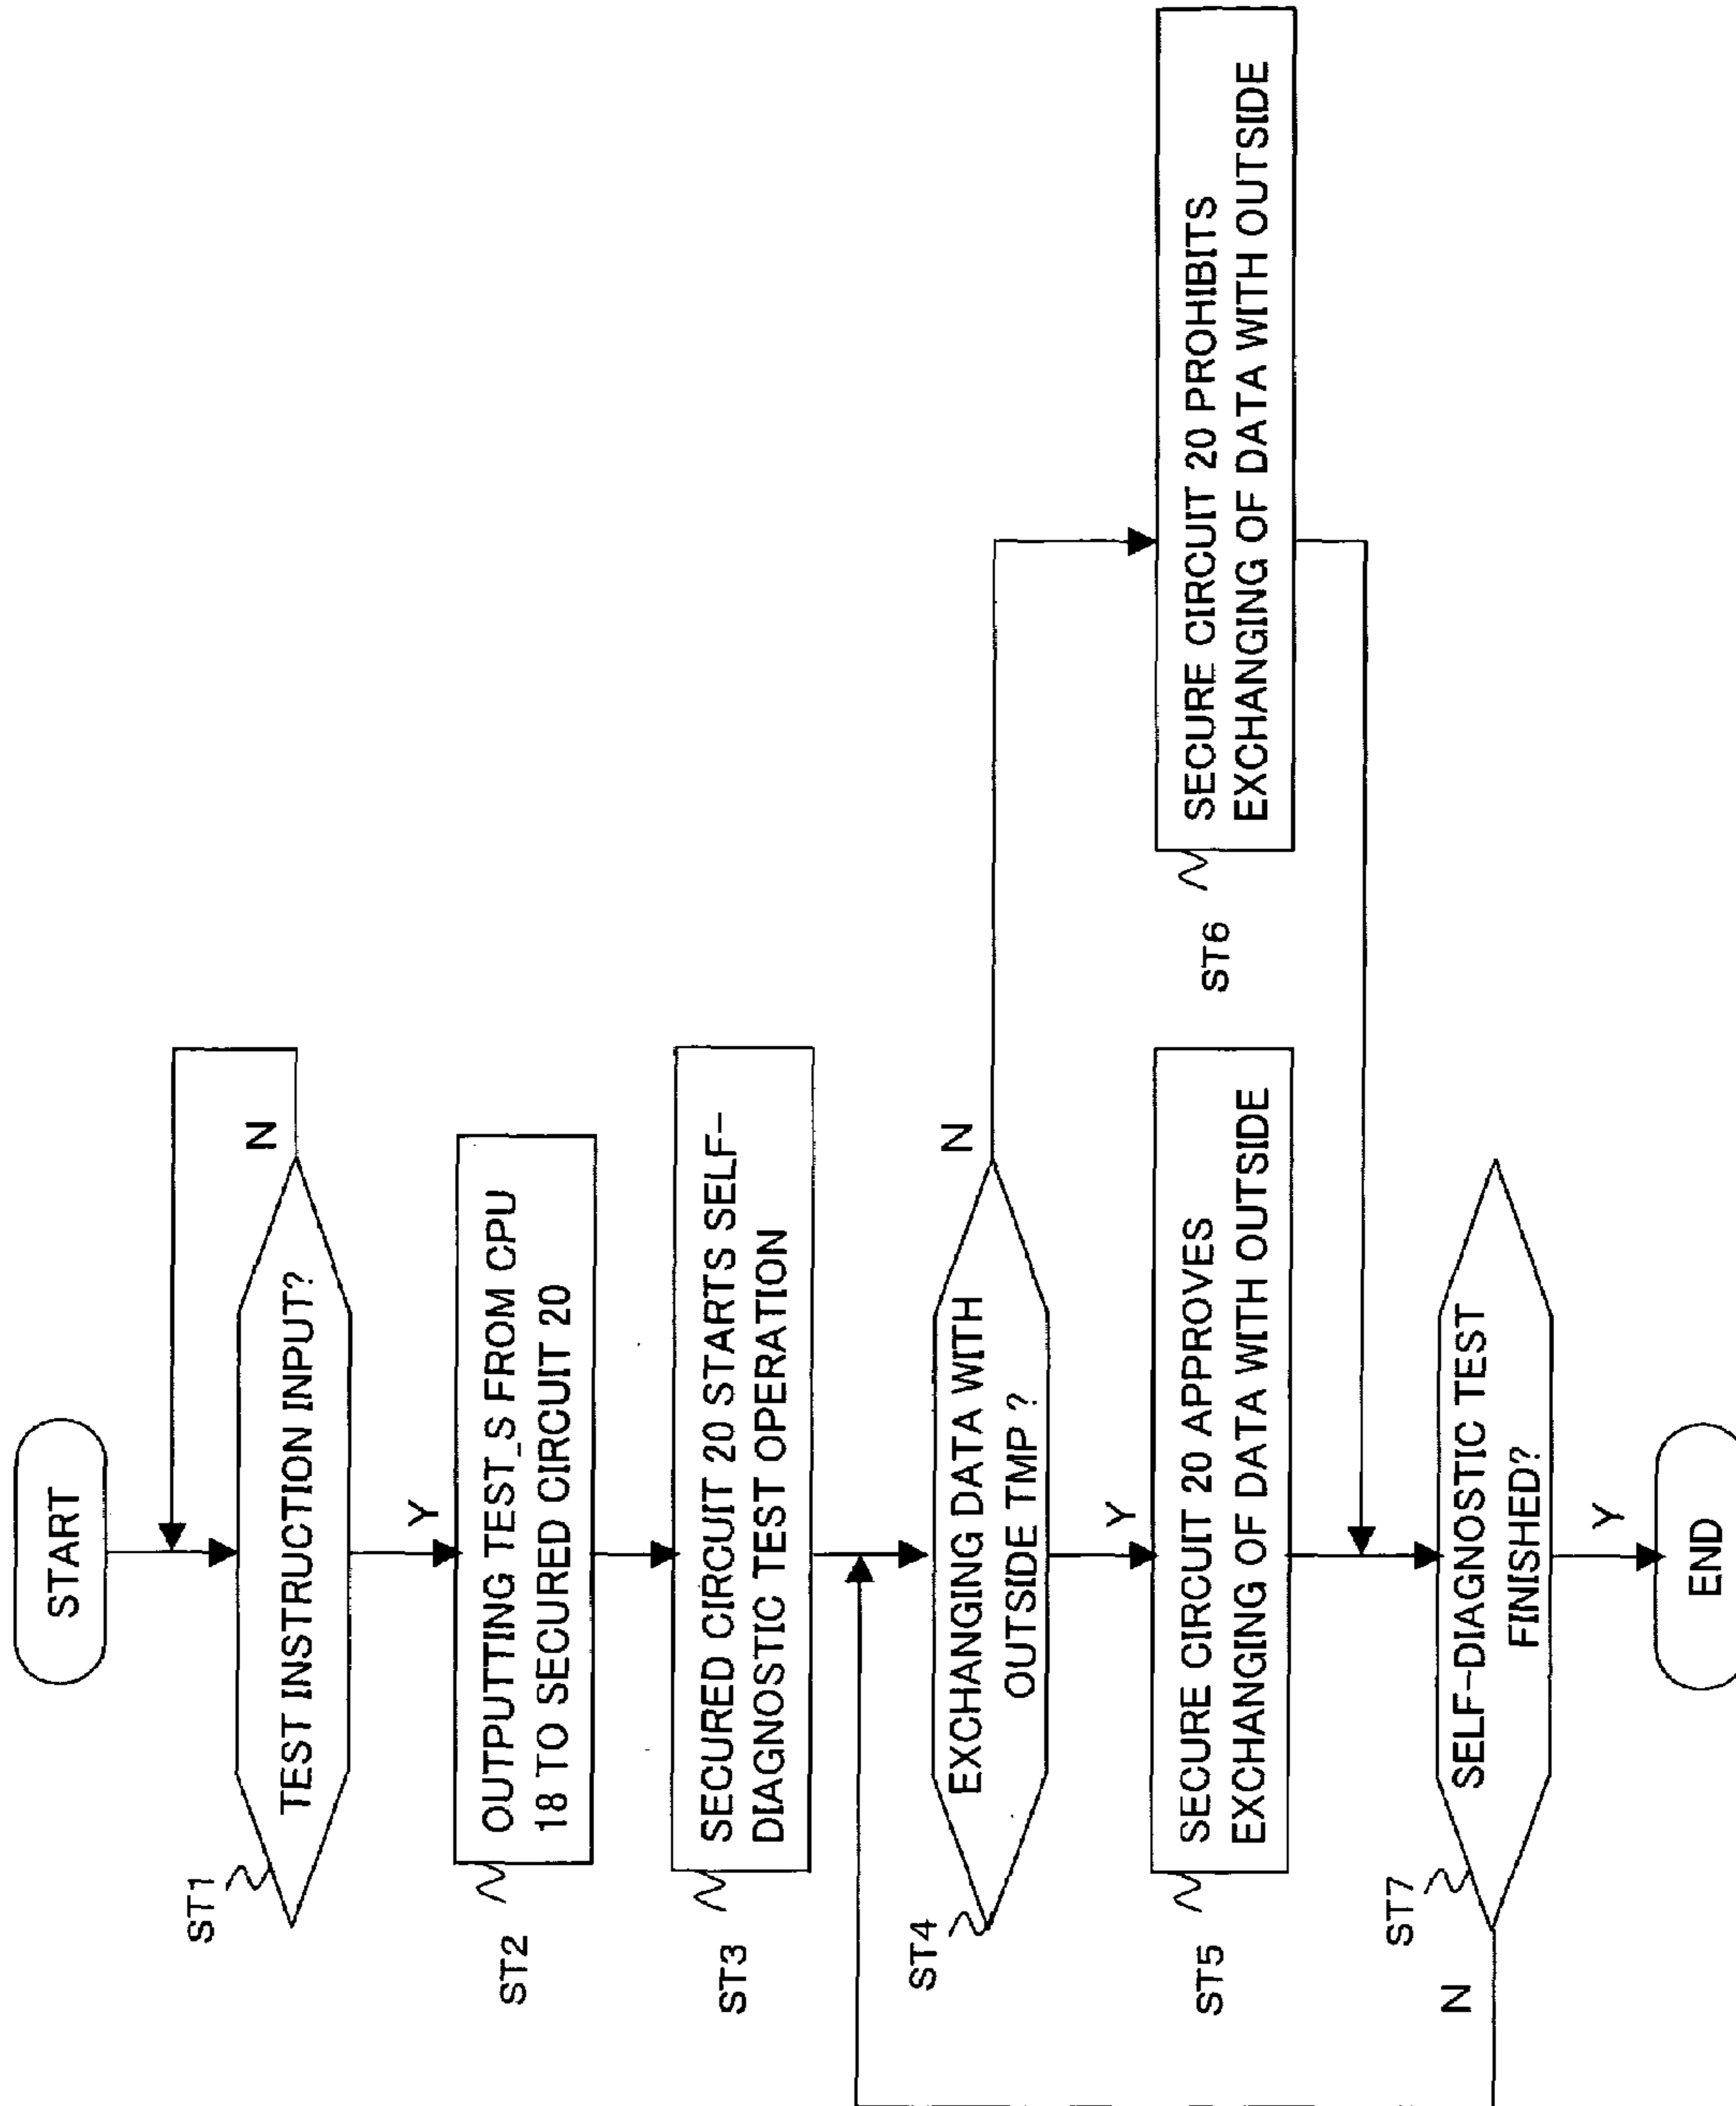 START
ST1
TEST INSTRUCTION INPUT?
N
Y
ST2
OUTPUTTING TEST_S FROM CPU
18 TO SECURED CIRCUIT 20
ST3
SECURED CIRCUIT 20 STARTS SELF-
DIAGNOSTIC TEST OPERATION
ST4
EXCHANGING DATA WITH
OUTSIDE TMP ?
N
Y
ST5
SECURE CIRCUIT 20 APPROVES
EXCHANGING OF DATA WITH OUTSIDE
ST6
SECURE CIRCUIT 20 PROHIBITS
EXCHANGING OF DATA WITH OUTSIDE
ST7
SELF-DIAGNOSTIC TEST
FINISHED?
N
Y
END